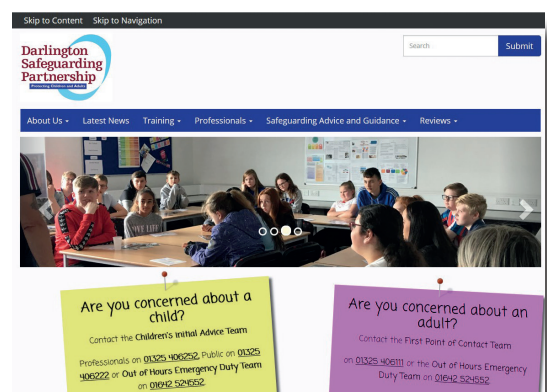 Skip to Content Skip to Navigation
Darlington
Safeguarding
Partnership
Protecting Children and Adults
Search
Submit
About Us
Latest News
Training
Professionals
Safeguarding Advice and Guidance
Reviews
Are you concerned about a
child?
Contact the Children's Initial Advice Team
Professionals on 01325 406252, Public on 01325
406222 or Out of Hours Emergency Duty Team
on 01642 524552
Are you concerned about an
adult?
Contact the First Point of Contact Team
on 01325 406111 or the Out of Hours Emergency
Duty Team on 01642 524552